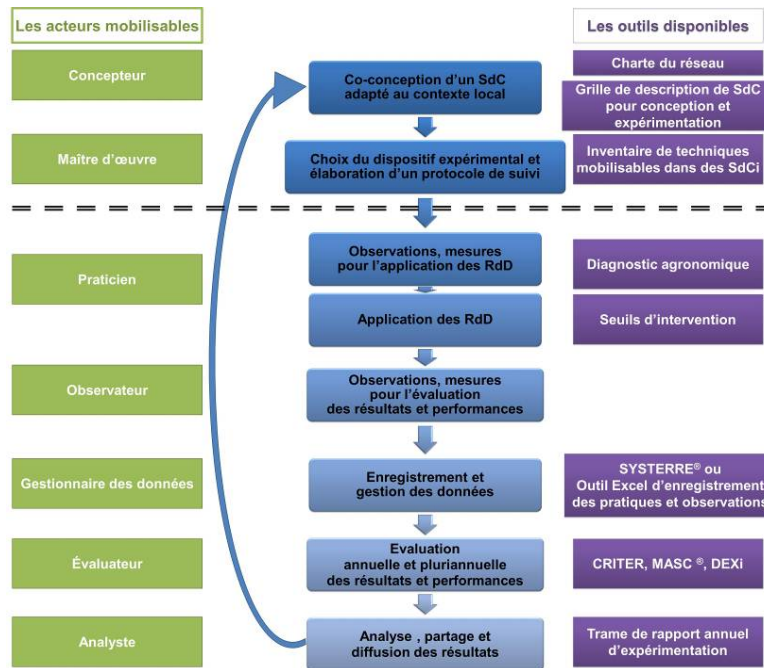 Les acteurs mobilisables
Les outils disponibles
Concepteur
Co-conception d'un SdC
adapté au contexte local
Charte du réseau
Grille de description de SdC
pour conception et
expérimentation
Maître d'œuvre
Choix du dispositif expérimental et
élaboration d'un protocole de suivi
Inventaire de techniques
mobilisables dans des SdCi
Praticien
Observations, mesures
pour l'application des RdD
Diagnostic agronomique
Application des RdD
Seuils d'intervention
Observateur
Observations, mesures
pour l'évaluation
des résultats et performances
Gestionnaire des données
Enregistrement et
gestion des données
SYSTERRE® ou
Outil Excel d'enregistrement
des pratiques et observations
Évaluateur
Evaluation
annuelle et pluriannuelle
des résultats et performances
CRITER, MASC ®, DEXi
Analyste
Analyse , partage et
diffusion des résultats
Trame de rapport annuel
d'expérimentation